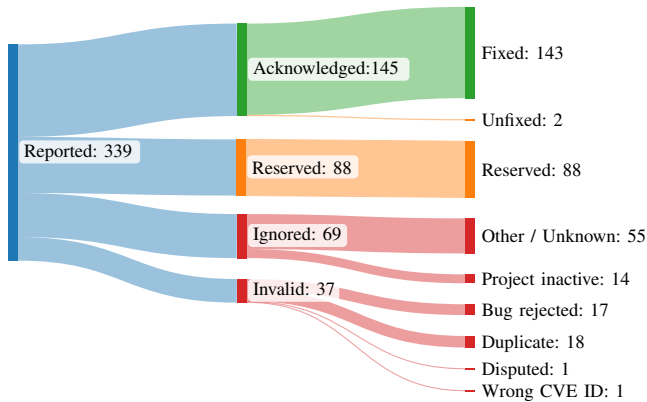 Reported: 339
Acknowledged:145
Reserved: 88
Ignored: 69
Invalid: 37
Fixed: 143
Unfixed: 2
Reserved: 88
Other / Unknown: 55
Project inactive: 14
Bug rejected: 17
Duplicate: 18
Disputed: 1
Wrong CVE ID: 1